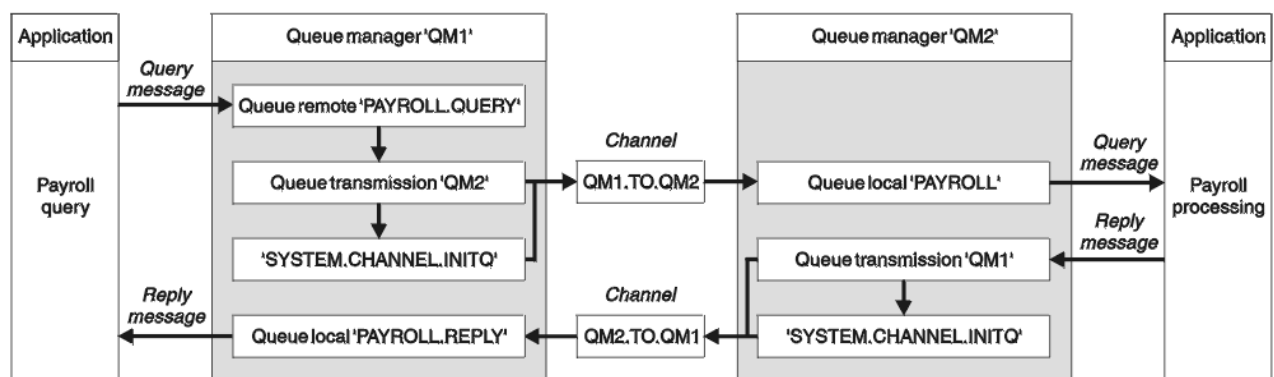 Application
Queue manager 'QM1'
Queue manager 'QM2'
Application
Query
message
Queue remote 'PAYROLL.QUERY'
Channel
Query
message
Payroll
query
Queue transmission 'QM2'
QM1.TO.QM2
Queue local 'PAYROLL'
Payroll
processing
Reply
message
'SYSTEM.CHANNEL.INITQ'
Queue transmission 'QM1'
Reply
message
Channel
Queue local 'PAYROLL.REPLY'
QM2.TO.QM1
'SYSTEM.CHANNEL.INITQ'